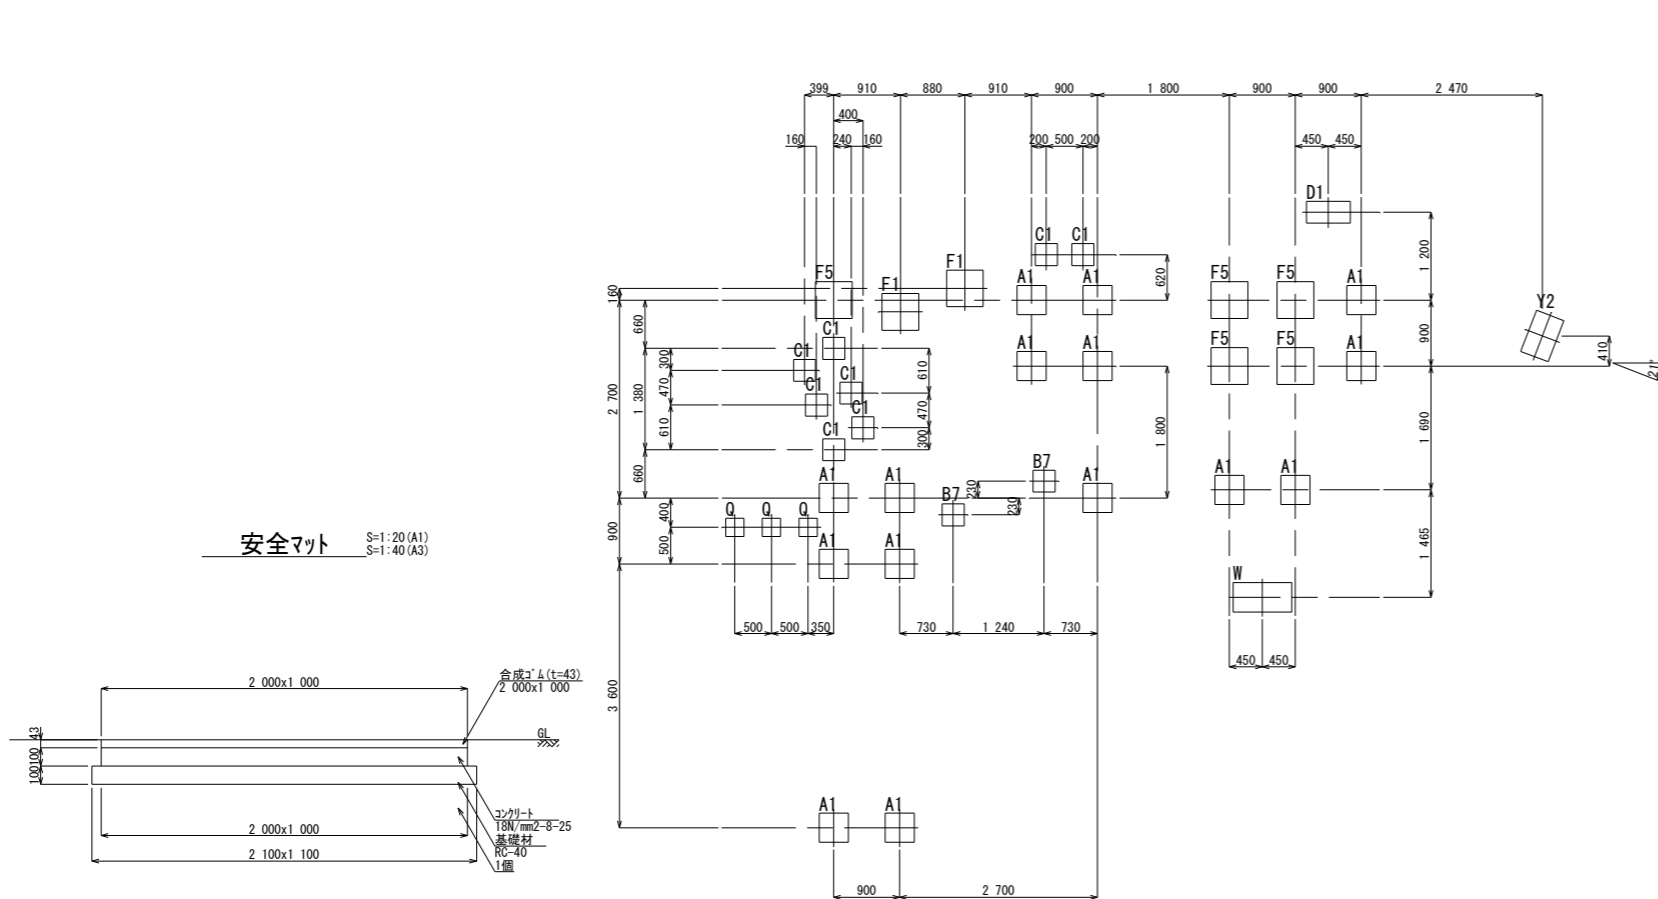 399 910 880 910 900 1 800 900 900 2 470
400
160 240 160 200 500 200 450 450
D1
C1 C1
F5 F1 F1 A1 A1 F5 F5 A1
Y2
160
660
2 700
300
1 380
470
610
660
620
1 200
900
410
21°
C1
C1
C1
C1
C1
C1
610
470
300
A1 A1 F5 F5 A1
1 800
1 690
B7
230
B7
230
A1 A1 A1 A1 A1
Q Q Q
400
900
500
A1 A1
1 465
W
500 500 350 730 1 240 730
450 450
3 600
A1 A1
900 2 700
安全マット S=1:20(A1)
S=1:40(A3)
2 000x1 000
合成ゴム(t=43)
2 000x1 000
43
100
100
GL
コンクリート
18N/mm2-8-25
基礎材
RC-40
1個
2 000x1 000
2 100x1 100